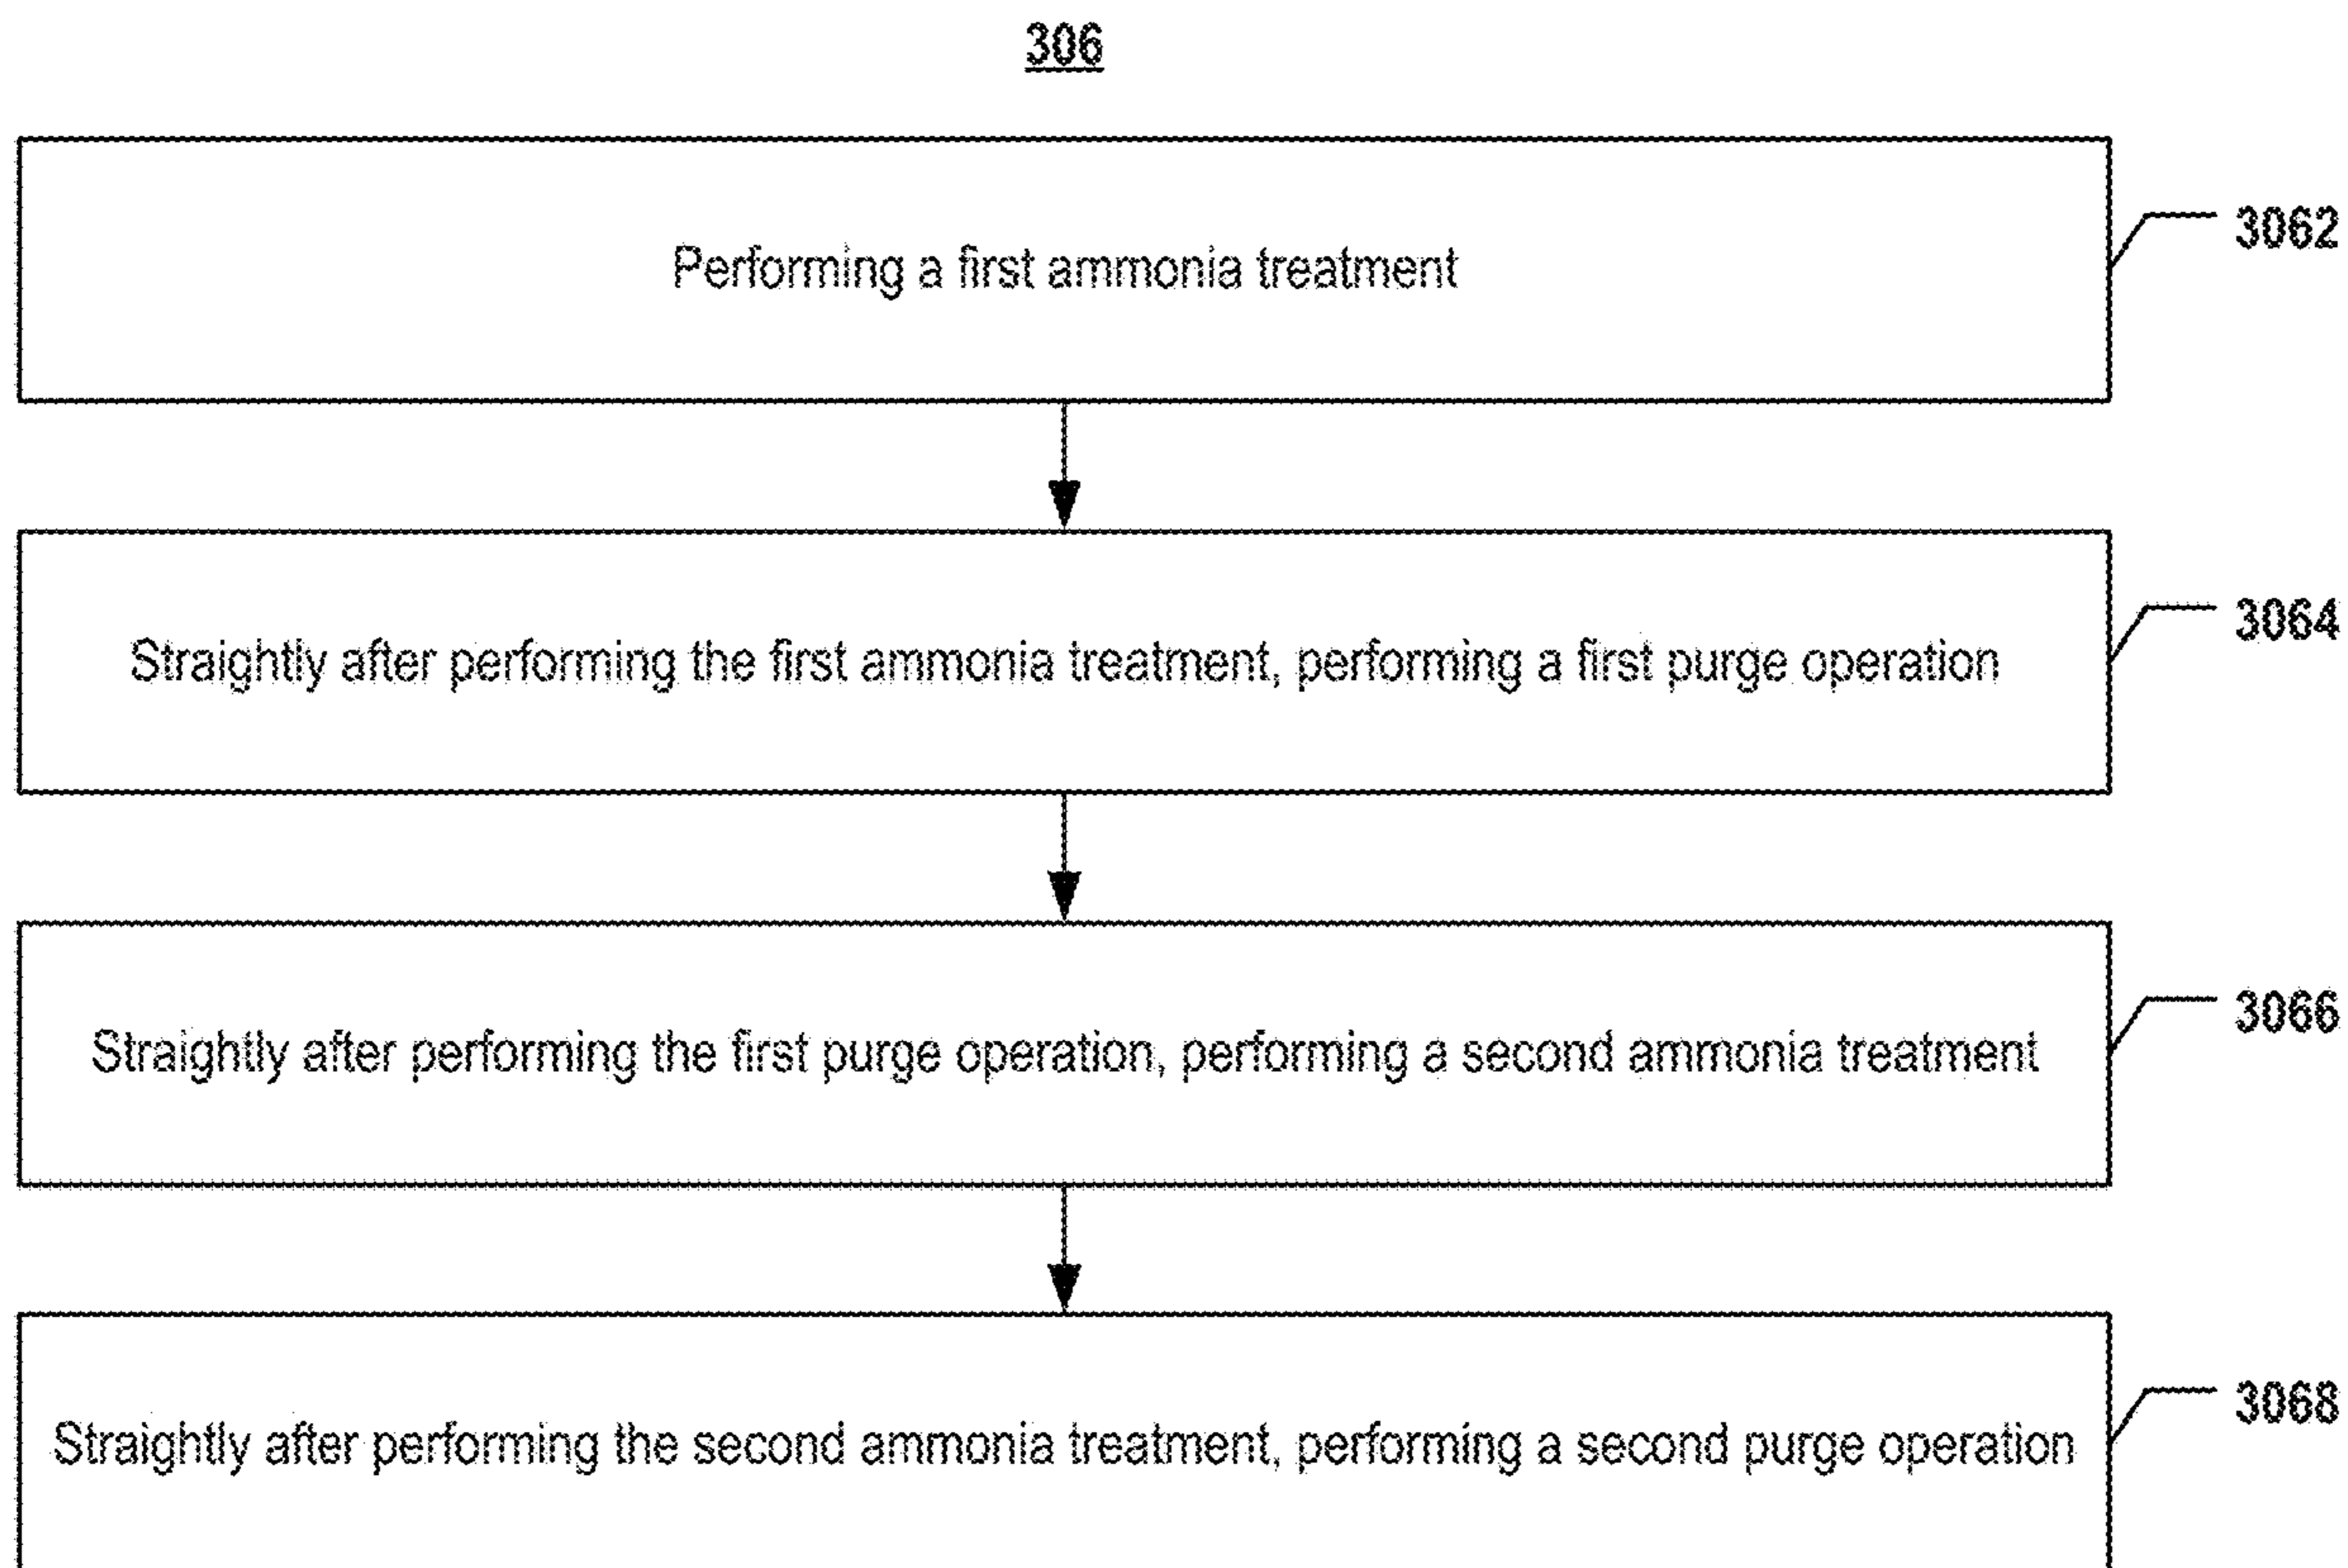 306
Performing a first ammonia treatment
3062
Straightly after performing the first ammonia treatment, performing a first purge operation
3064
Straightly after performing the first purge operation, performing a second ammonia treatment
3066
Straightly after performing the second ammonia treatment, performing a second purge operation
3068